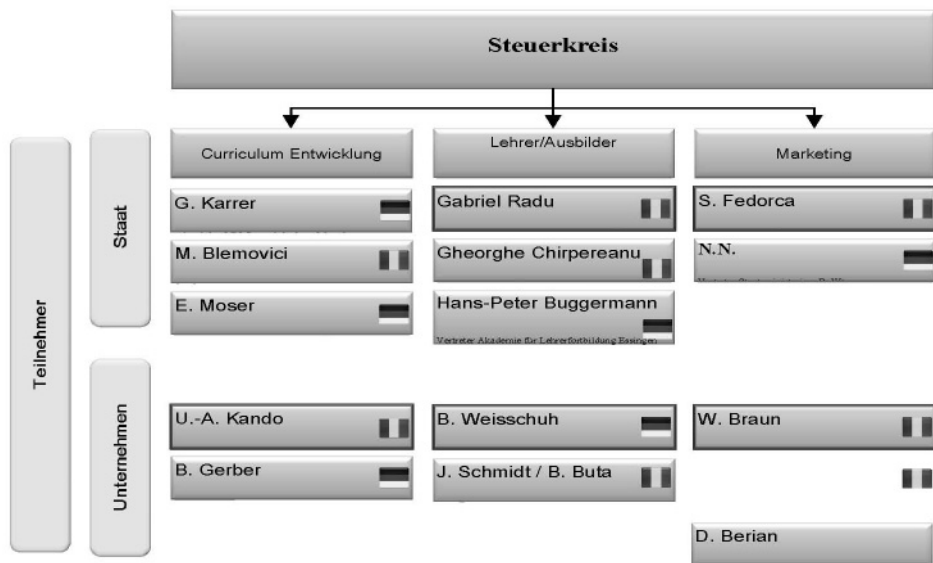 Steuerkreis
Curriculum Entwicklung
Lehrer/Ausbilder
Marketing
Teilnehmer
Staat
G. Karrer
Gabriel Radu
S. Fedorca
M. Blemovici
Gheorghe Chirpereanu
N.N.
E. Moser
Hans-Peter Buggermann
Vertreter Akademie für Lehrerfortbildung Essingen
Unternehmen
U.-A. Kando
B. Weisschuh
W. Braun
B. Gerber
J. Schmidt / B. Buta
D. Berian